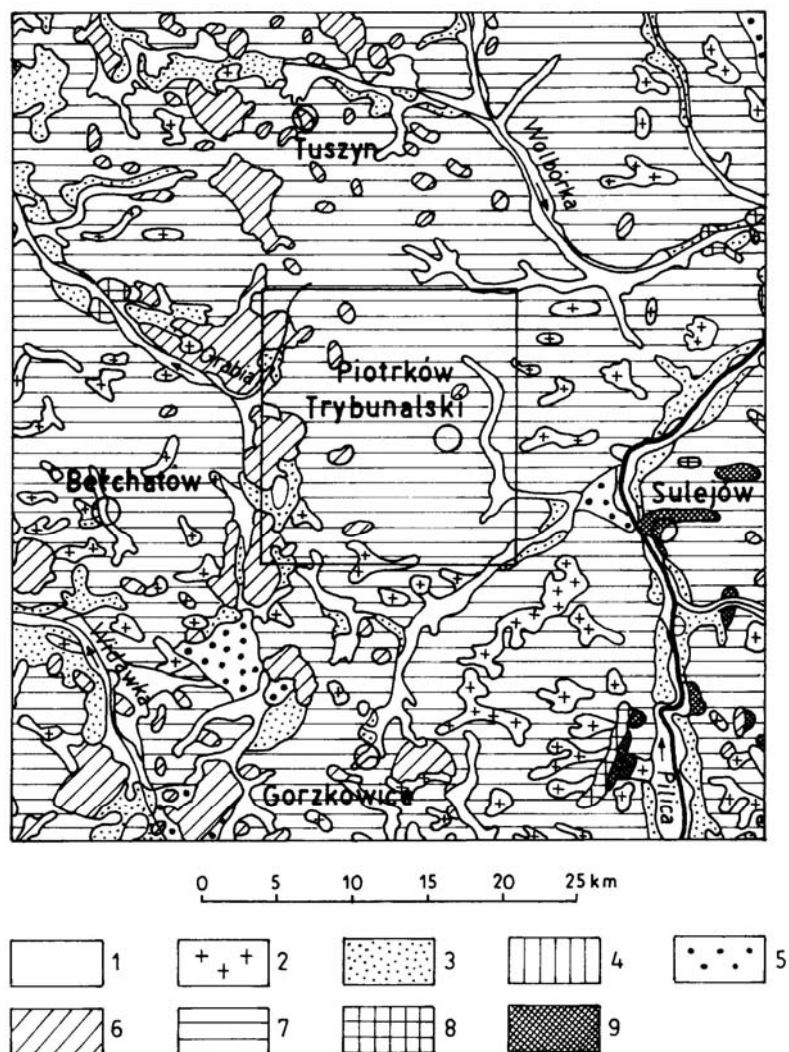 Tuszyn
Wolbórka
Grabia
Piotrków
Trybunalski
Bełchatów
Sulejów
Widawka
Gorzkowice
Pilica
0 5 10 15 20 25 km
1 2 3 4 5
6 7 8 9